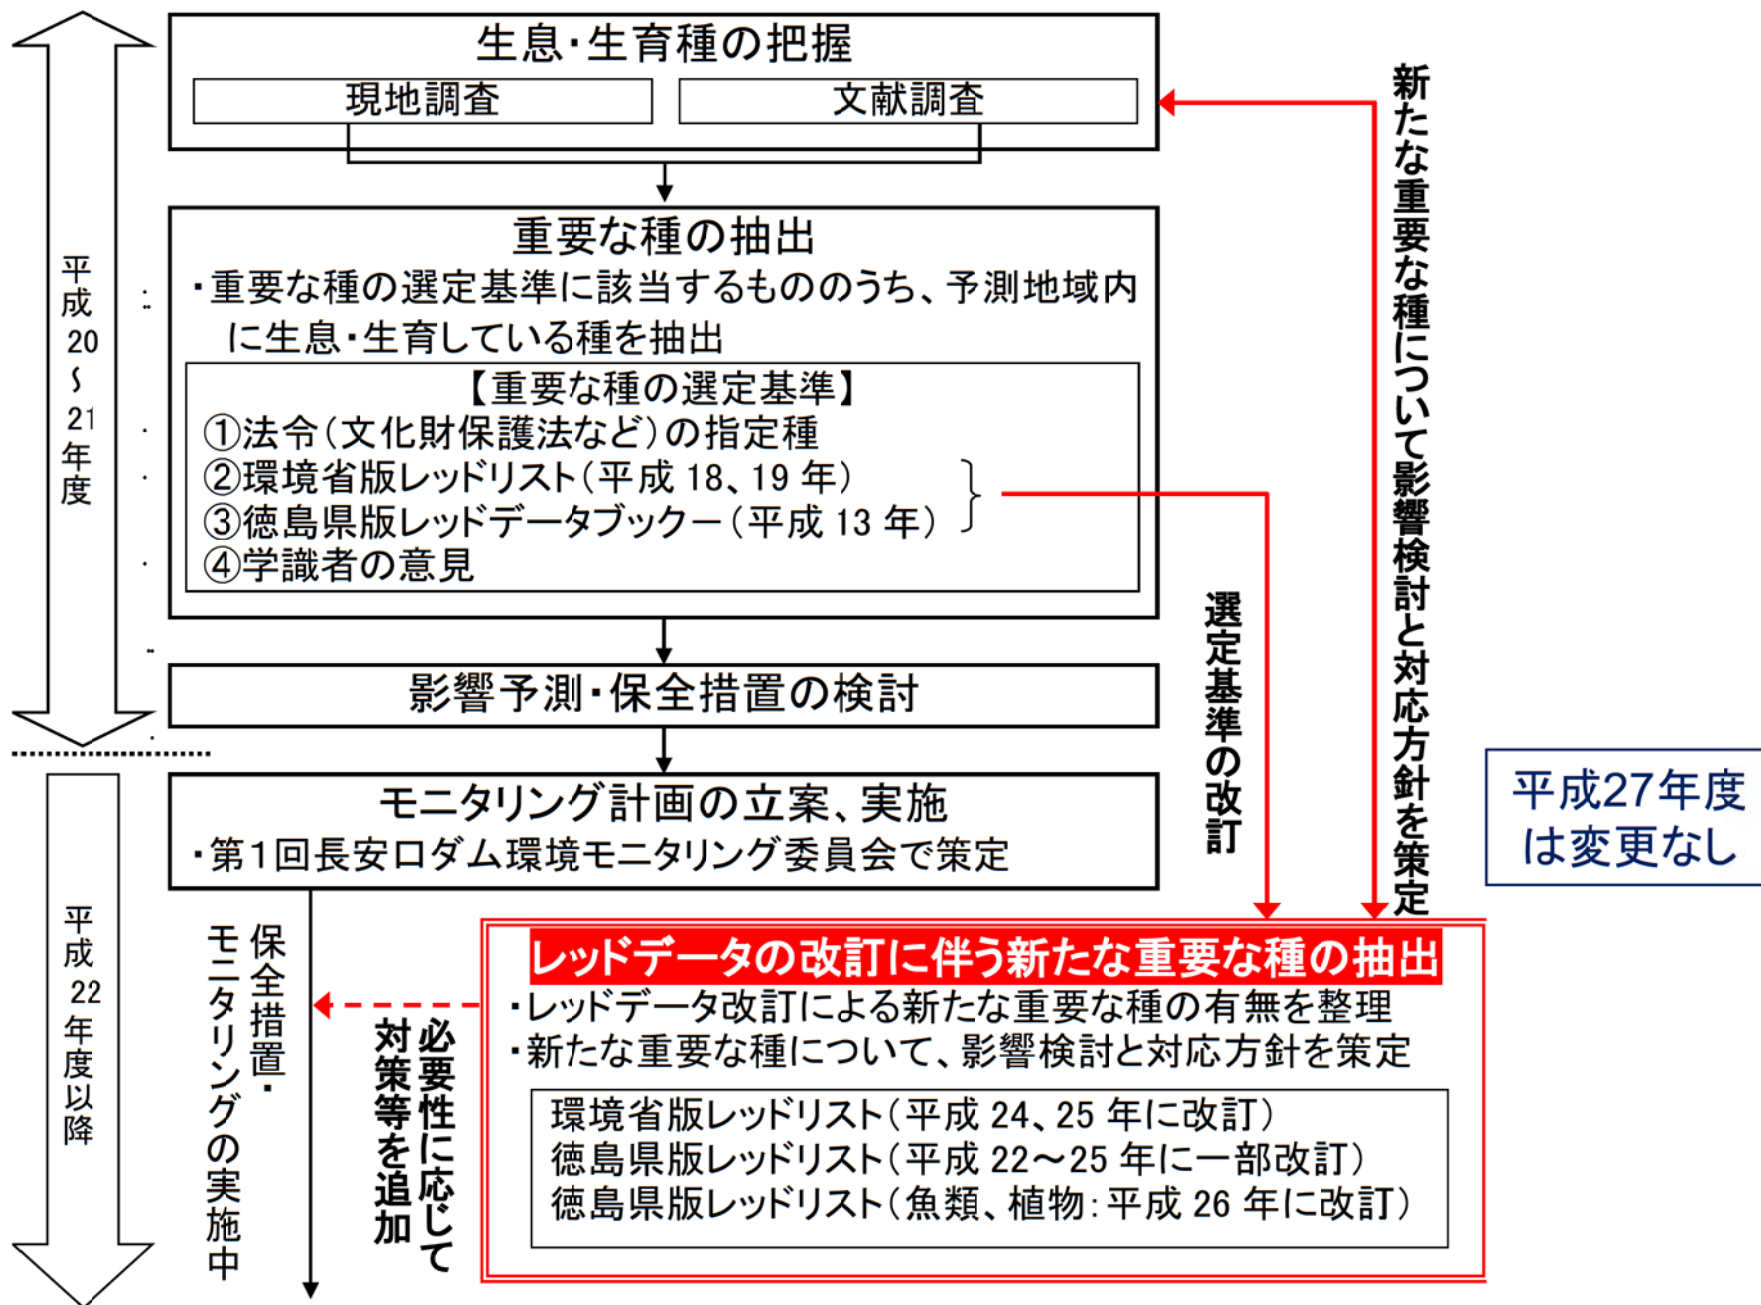 生息・生育種の把握
現地調査
文献調査
重要な種の抽出
・重要な種の選定基準に該当するもののうち、予測地域内
に生息・生育している種を抽出
【重要な種の選定基準】
①法令（文化財保護法など）の指定種
②環境省版レッドリスト（平成 18、19 年）
③徳島県版レッドデータブックー（平成 13 年）
④学識者の意見
影響予測・保全措置の検討
モニタリング計画の立案、実施
・第１回長安口ダム環境モニタリング委員会で策定
平成 20～21 年度
平成 22 年度以降
選定基準の改訂
新たな重要な種について影響検討と対応方針を策定
平成27年度
は変更なし
保全措置・
モニタリングの実施中
必要性に応じて
対策等を追加
レッドデータの改訂に伴う新たな重要な種の抽出
・レッドデータ改訂による新たな重要な種の有無を整理
・新たな重要な種について、影響検討と対応方針を策定
環境省版レッドリスト（平成 24、25 年に改訂）
徳島県版レッドリスト（平成 22～25 年に一部改訂）
徳島県版レッドリスト（魚類、植物：平成 26 年に改訂）